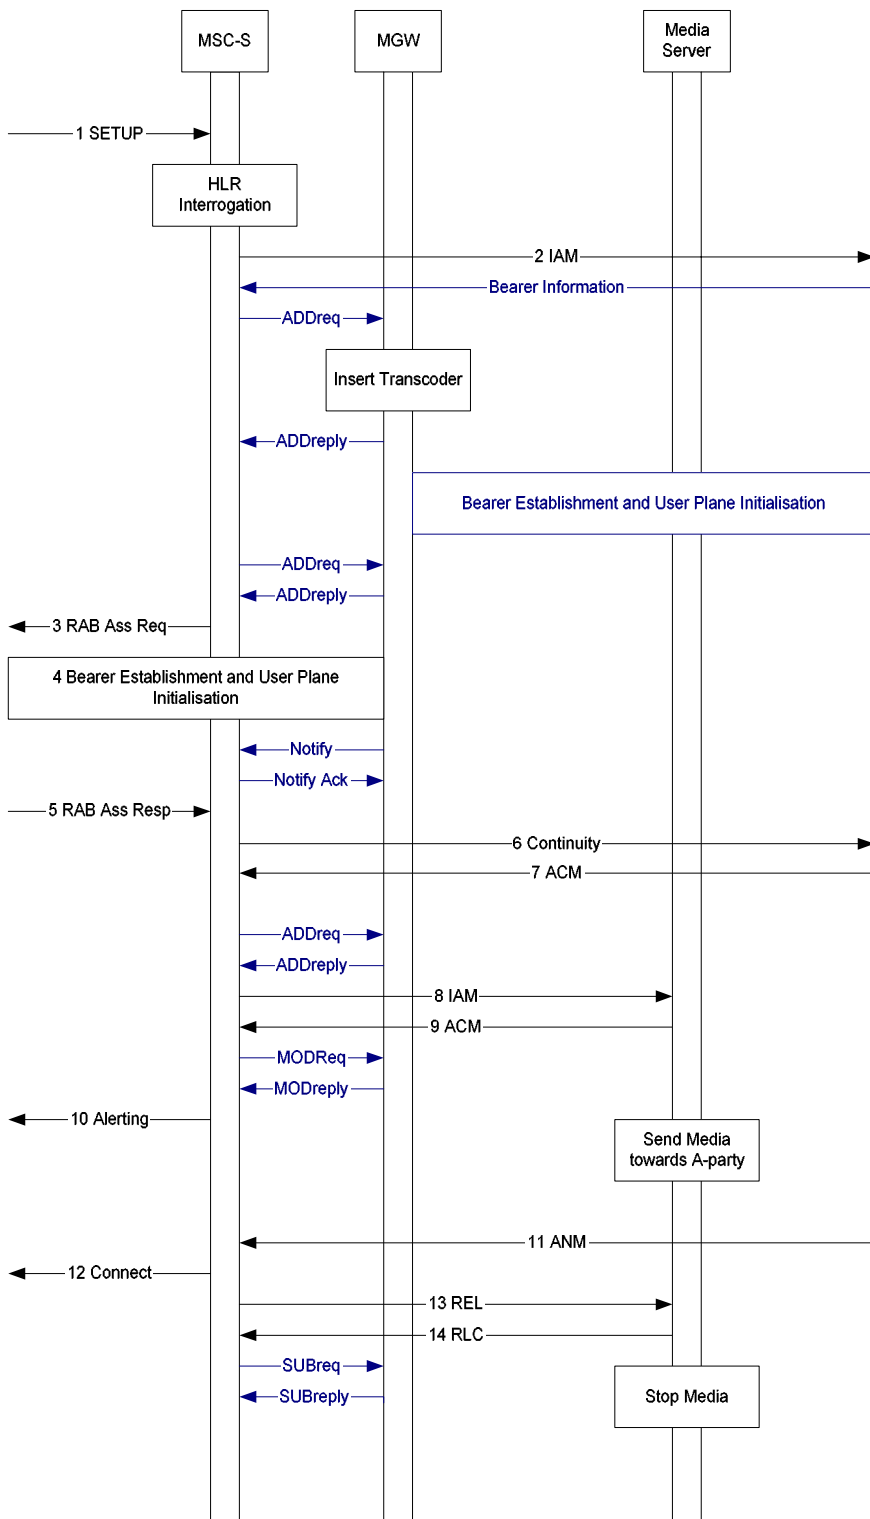 MSC-S
MGW
Media
Server
1 SETUP
HLR
Interrogation
2 IAM
Bearer Information
ADDreq
Insert Transcoder
ADDreply
Bearer Establishment and User Plane Initialisation
ADDreq
ADDreply
3 RAB Ass Req
4 Bearer Establishment and User Plane
Initialisation
Notify
Notify Ack
5 RAB Ass Resp
6 Continuity
7 ACM
ADDreq
ADDreply
8 IAM
9 ACM
MODReq
MODreply
10 Alerting
Send Media
towards A-party
11 ANM
12 Connect
13 REL
14 RLC
SUBreq
SUBreply
Stop Media